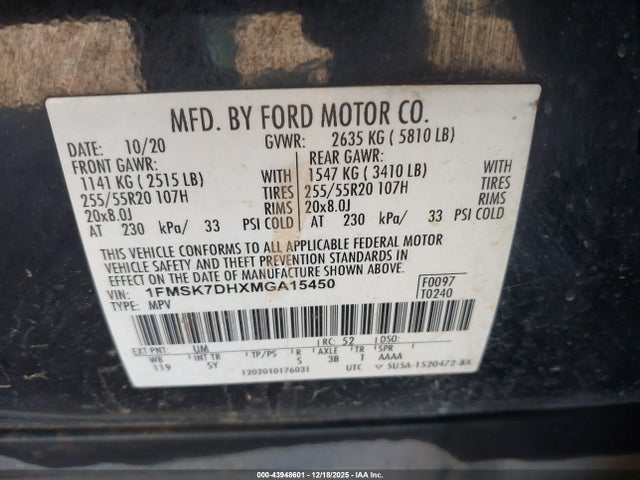 MFD. BY FORD MOTOR CO.
DATE: 10/20 GVWR: 2635 KG ( 5810 LB)
FRONT GAWR: REAR GAWR:
1141 KG ( 2515 LB) WITH 1547 KG ( 3410 LB) WITH
255/55R20 107H TIRES 255/55R20 107H TIRES
20x8.0J RIMS 20x8.0J RIMS
AT 230 kPa/ 33 PSI COLD AT 230 kPa/ 33 PSI COLD
THIS VEHICLE CONFORMS TO ALL APPLICABLE FEDERAL MOTOR
VEHICLE SAFETY AND THEFT PREVENTION STANDARDS IN
EFFECT ON THE DATE OF MANUFACTURE SHOWN ABOVE.
VIN: 1FMSK7DHXMGA15450 F0097
TYPE: MPV T0240
EXT PNT: UM RC: 52 DSO:
WB INT TR TP/PS R AXLE TR SPR
119 SY S 3B T AAAA
1202010176031 UTC 5U5A-1520472-BA
000-43948601 - 12/18/2025 - IAA Inc.